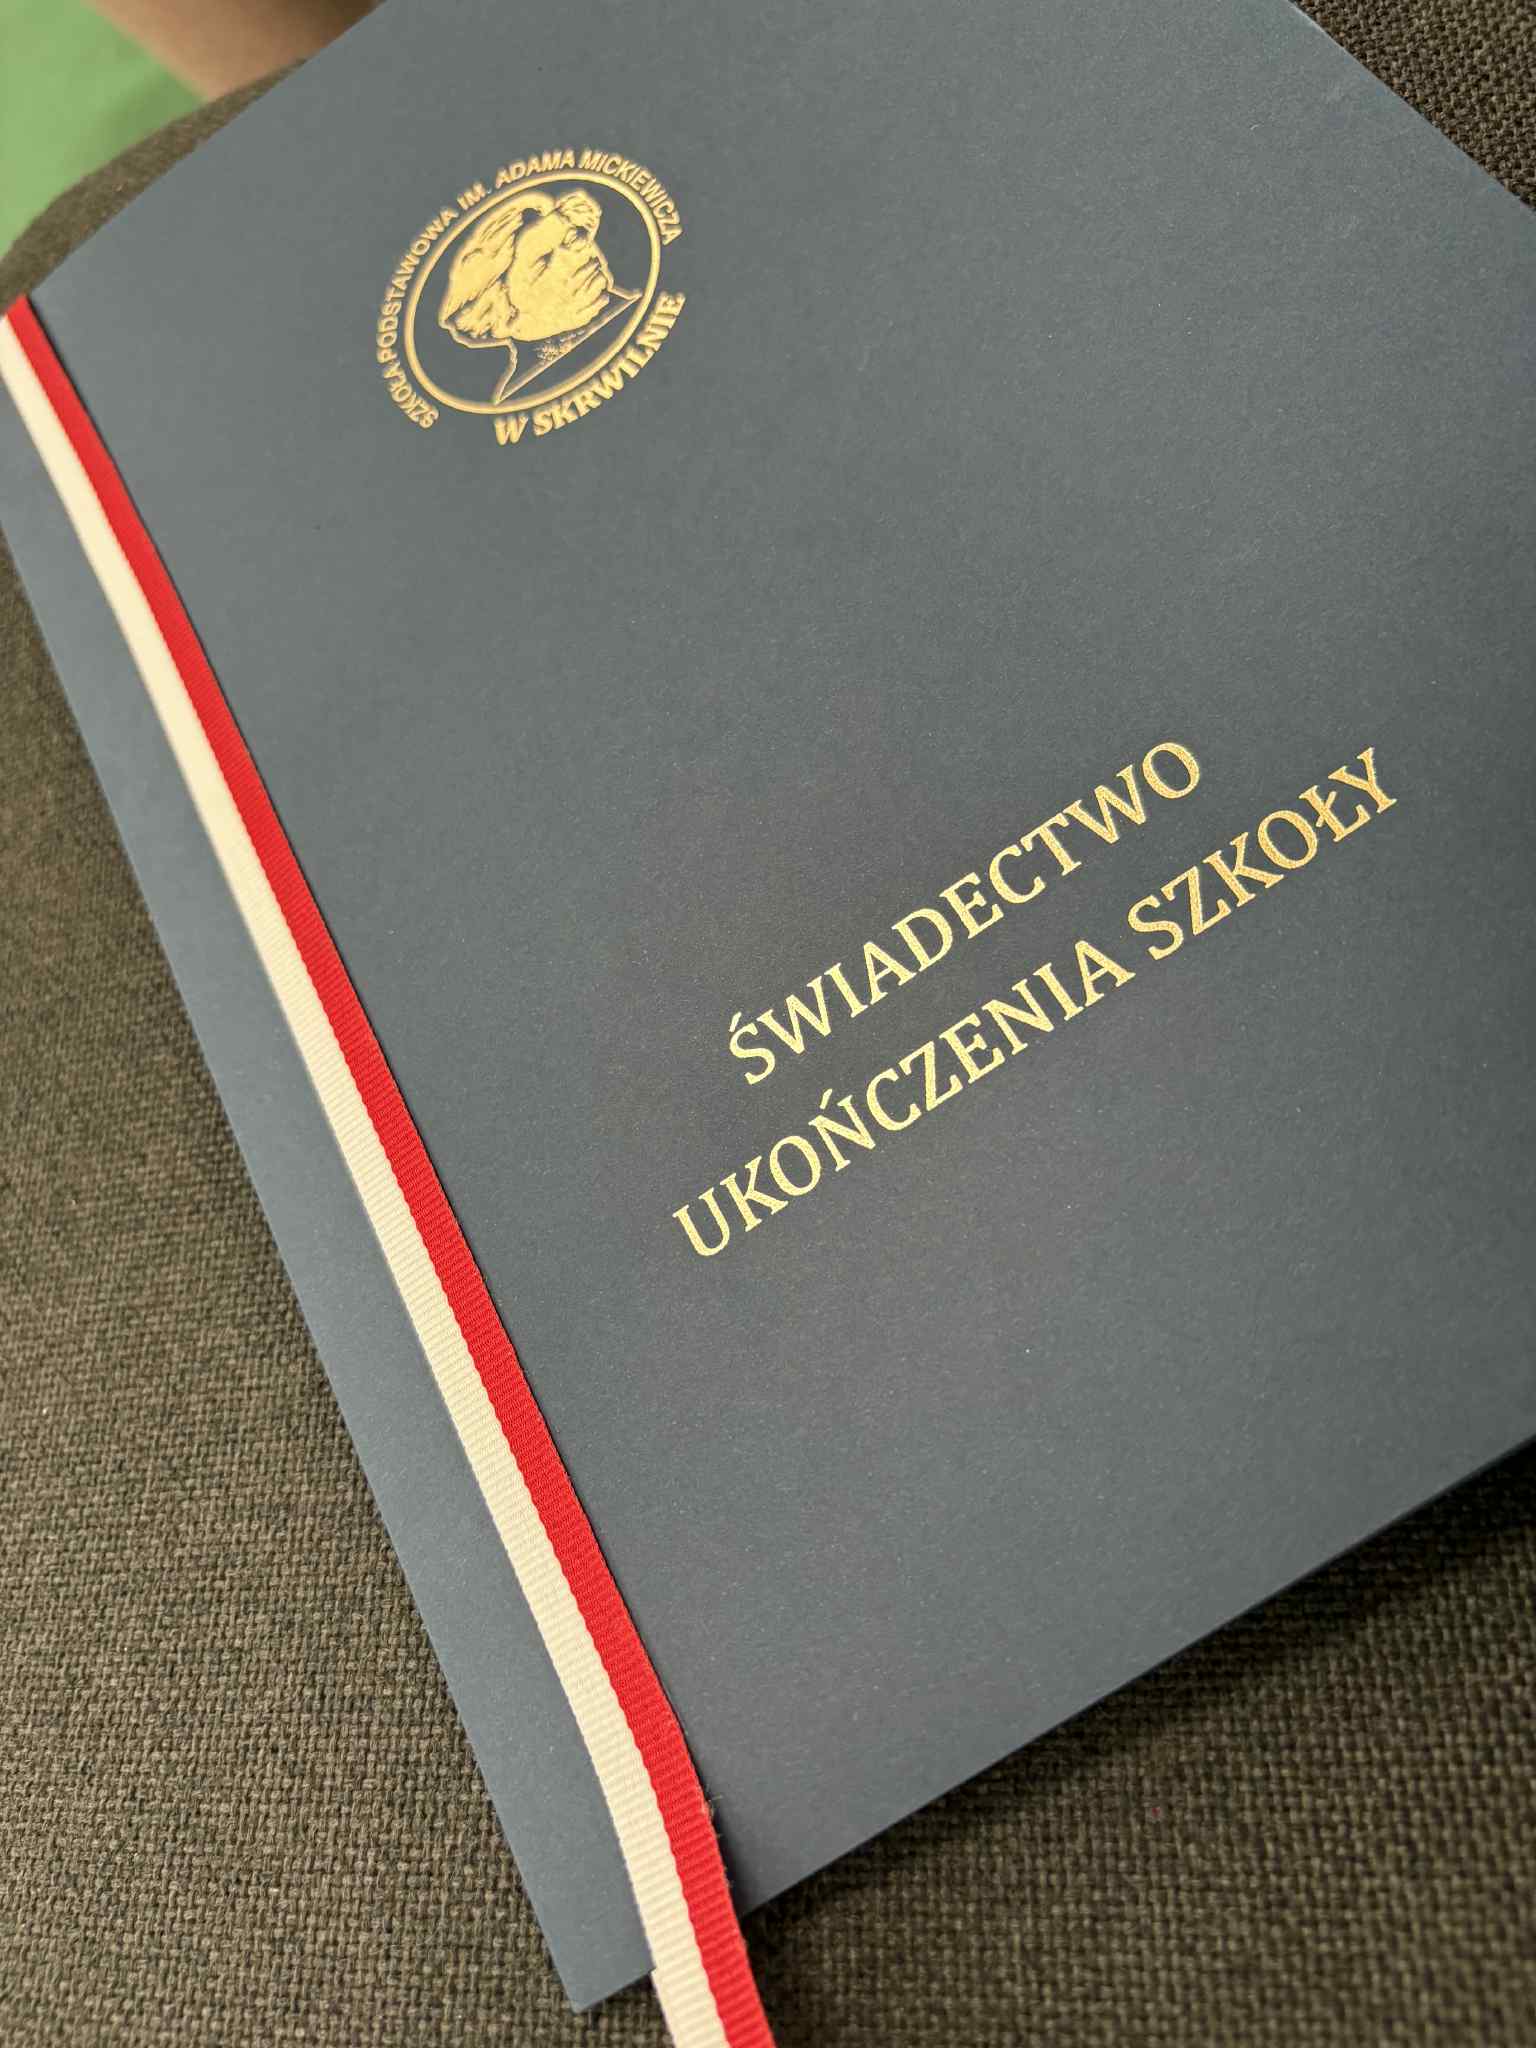 SZKOŁA PODSTAWOWA IM. ADAMA MICKIEWICZA
W SKRWILNIE
ŚWIADECTWO
UKOŃCZENIA SZKOŁY